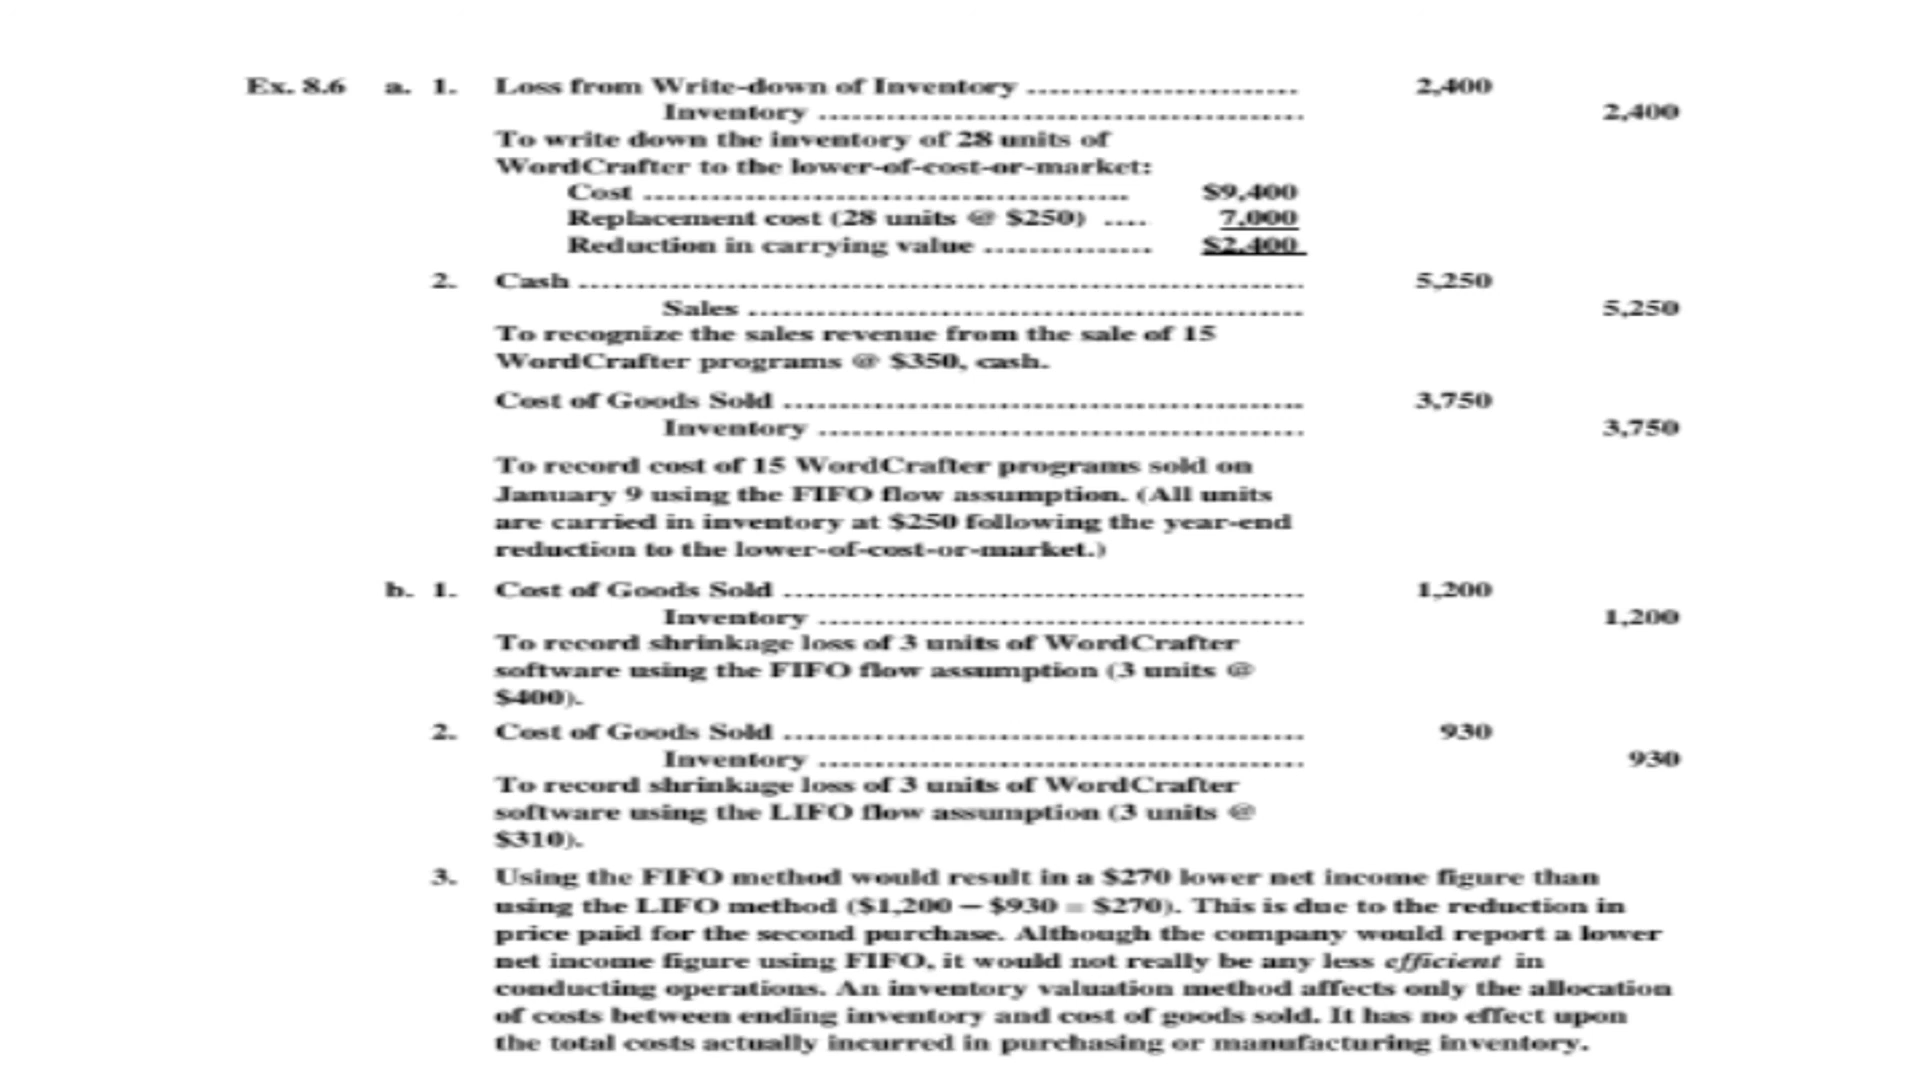 Ex. 8.6 a. 1. Loss from Write-down of Inventory ........................ 2,400
Inventory ........................................... 2,400
To write down the inventory of 28 units of
WordCrafter to the lower-of-cost-or-market:
Cost ........................................... $9,400
Replacement cost (28 units @ $250) .... 7,000
Reduction in carrying value ............... $2,400
2. Cash ................................................................ 5,250
Sales ................................................. 5,250
To recognize the sales revenue from the sale of 15
WordCrafter programs @ $350, cash.
Cost of Goods Sold .............................................. 3,750
Inventory ........................................... 3,750
To record cost of 15 WordCrafter programs sold on
January 9 using the FIFO flow assumption. (All units
are carried in inventory at $250 following the year-end
reduction to the lower-of-cost-or-market.)
b. 1. Cost of Goods Sold .............................................. 1,200
Inventory ........................................... 1,200
To record shrinkage loss of 3 units of WordCrafter
software using the FIFO flow assumption (3 units @
$400).
2. Cost of Goods Sold .............................................. 930
Inventory ........................................... 930
To record shrinkage loss of 3 units of WordCrafter
software using the LIFO flow assumption (3 units @
$310).
3. Using the FIFO method would result in a $270 lower net income figure than
using the LIFO method ($1,200 – $930 = $270). This is due to the reduction in
price paid for the second purchase. Although the company would report a lower
net income figure using FIFO, it would not really be any less efficient in
conducting operations. An inventory valuation method affects only the allocation
of costs between ending inventory and cost of goods sold. It has no effect upon
the total costs actually incurred in purchasing or manufacturing inventory.